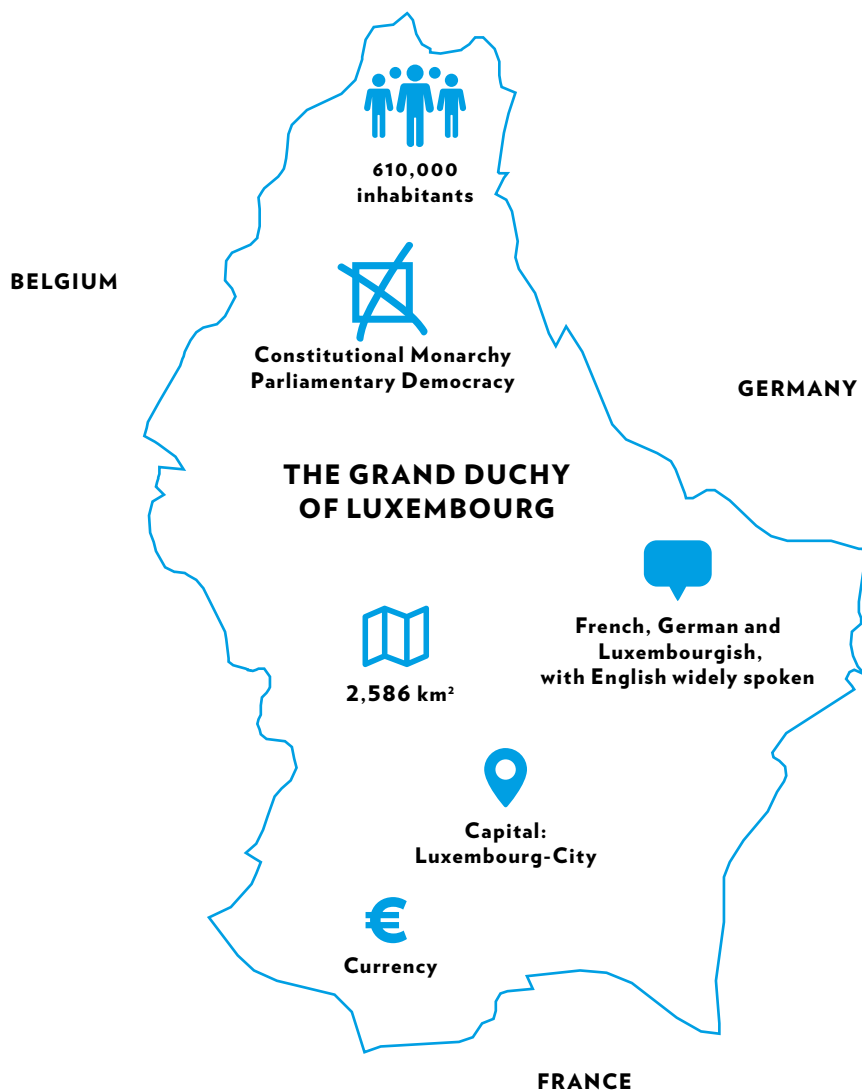 610,000
inhabitants
BELGIUM
Constitutional Monarchy
Parliamentary Democracy
GERMANY
THE GRAND DUCHY
OF LUXEMBOURG
French, German and
Luxembourgish,
with English widely spoken
2,586 km²
Capital:
Luxembourg-City
€
Currency
FRANCE